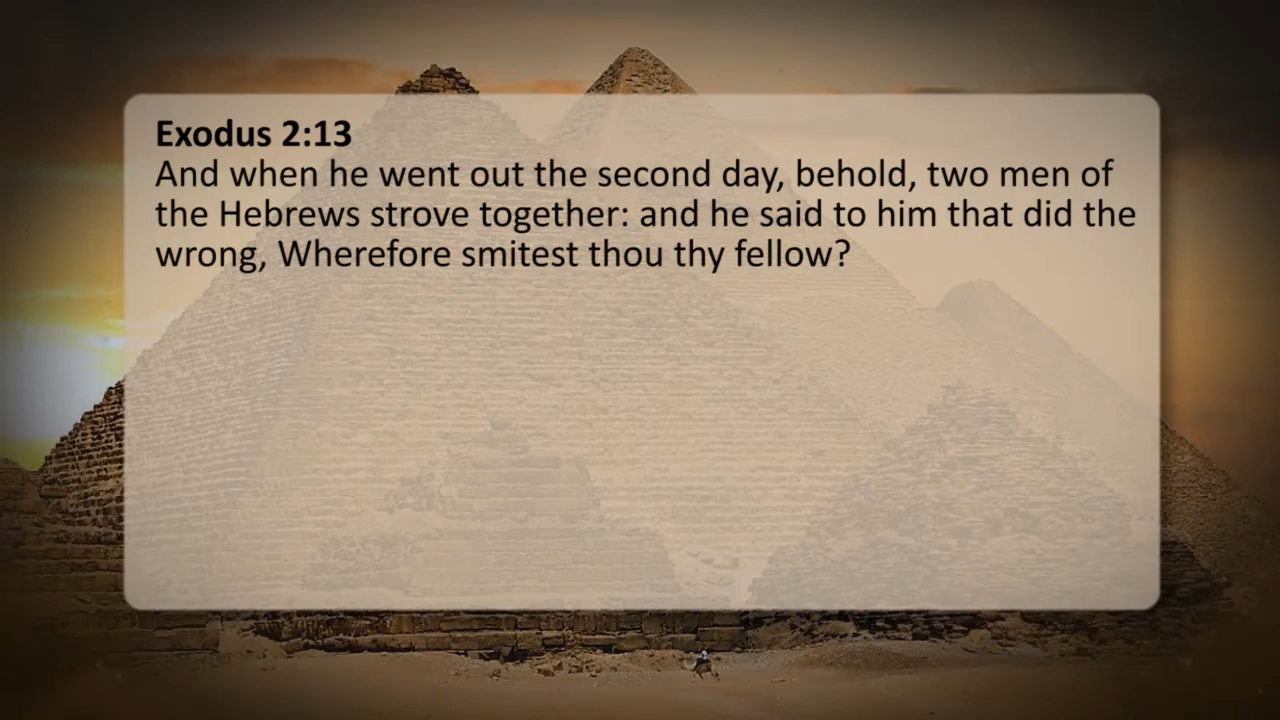 Exodus 2:13
And when he went out the second day, behold, two men of
the Hebrews strove together: and he said to him that did the
wrong, Wherefore smitest thou thy fellow?